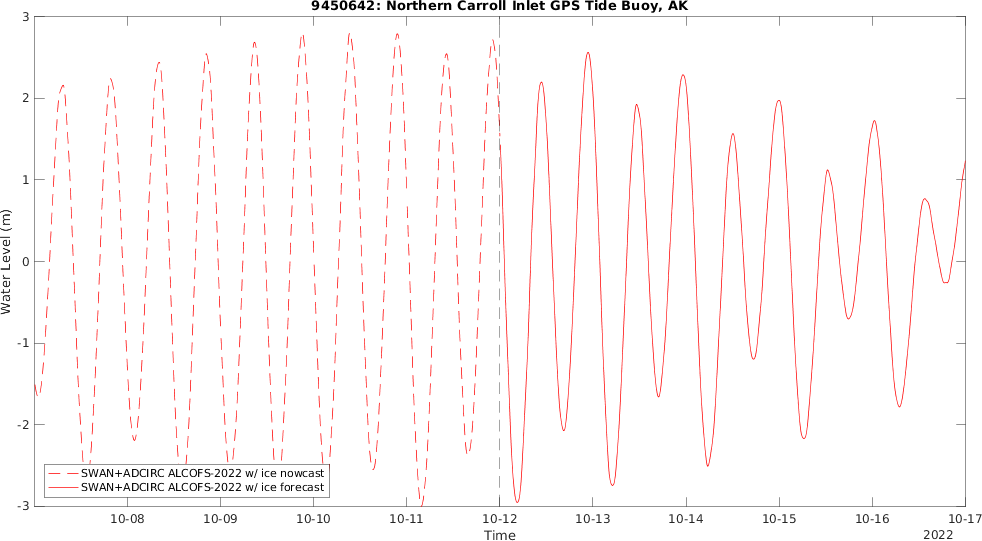 9450642: Northern Carroll Inlet GPS Tide Buoy, AK
3
2
1
0
-1
-2
-3
Water Level (m)
SWAN+ADCIRC ALCOFS-2022 w/ ice nowcast
SWAN+ADCIRC ALCOFS-2022 w/ ice forecast
10-08 10-09 10-10 10-11 10-12 10-13 10-14 10-15 10-16 10-17
Time
2022